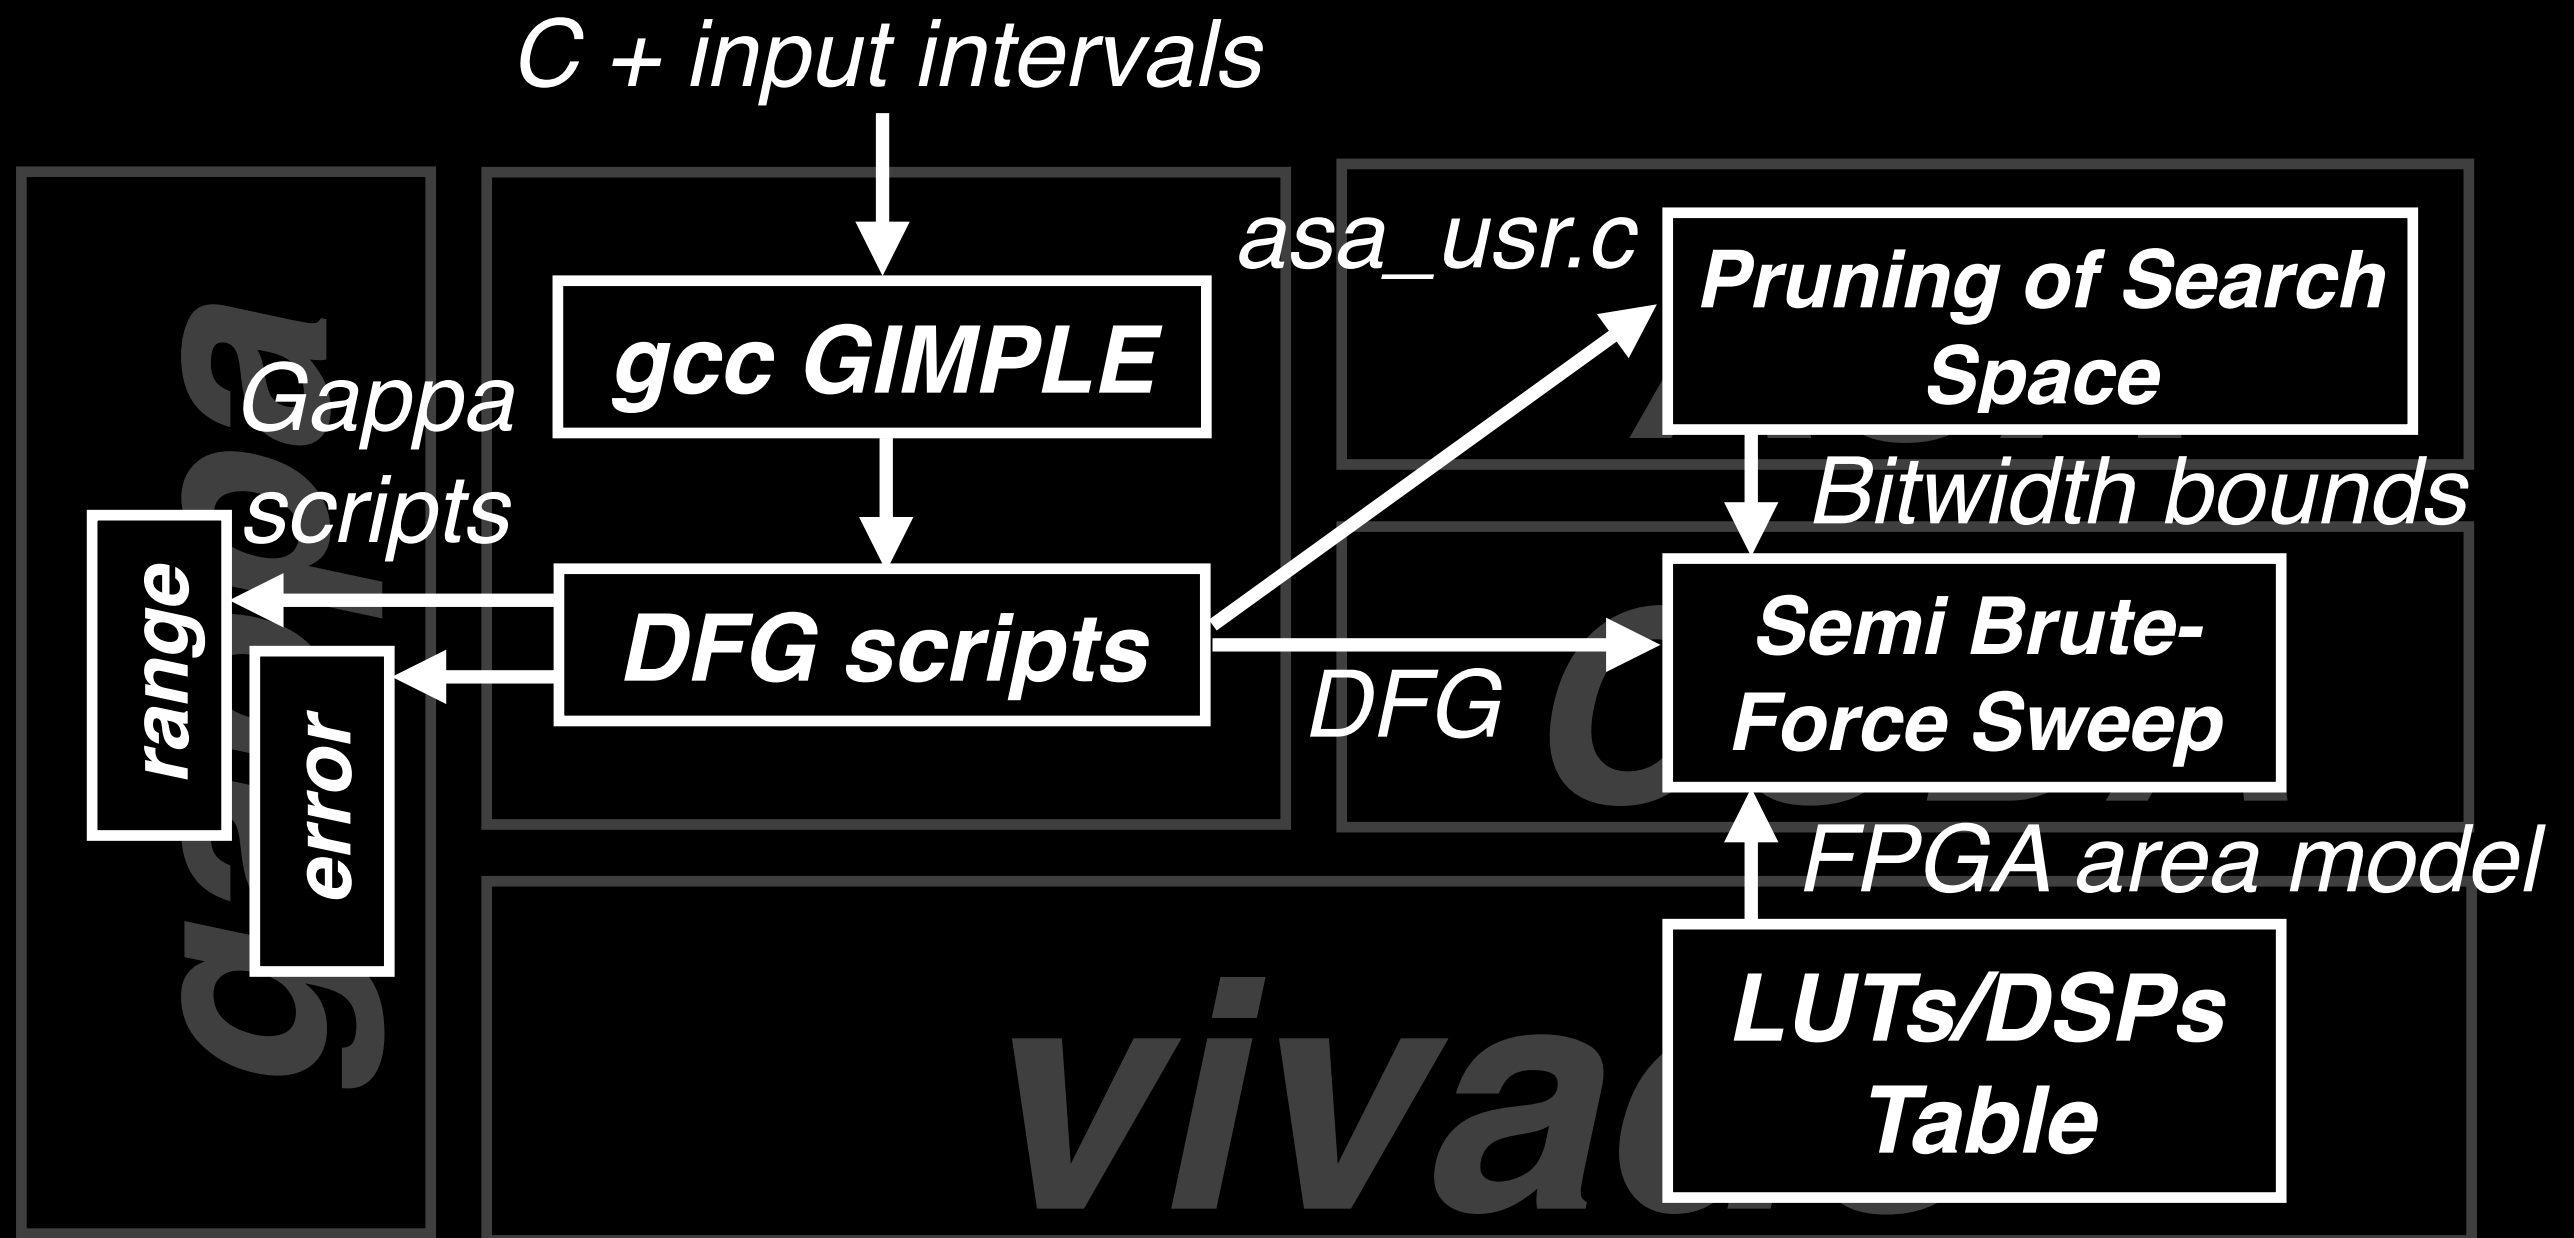 C + input intervals
asa_usr.c
Pruning of Search
Space
gcc GIMPLE
Gappa
scripts
Bitwidth bounds
range
error
DFG scripts
DFG
Semi Brute-
Force Sweep
FPGA area model
LUTs/DSPs
Table
gappa